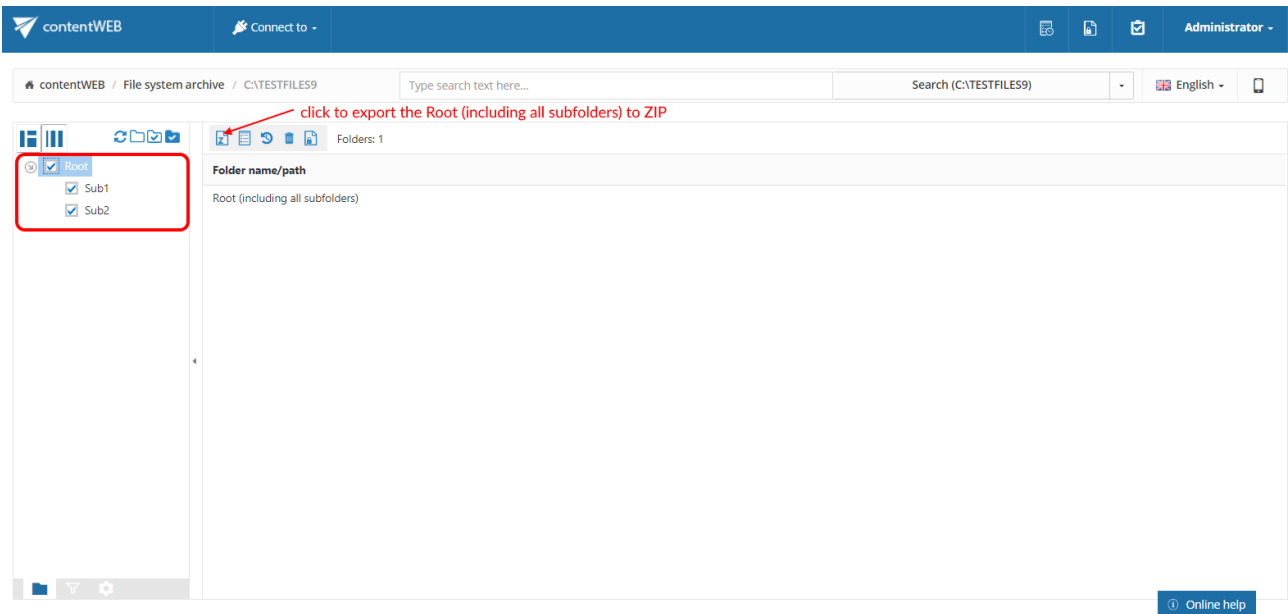 contentWEB
Connect to
Administrator
contentWEB / File system archive / C:\TESTFILES9
Type search text here...
Search (C:\TESTFILES9)
English
click to export the Root (including all subfolders) to ZIP
Folders: 1
Root
Folder name/path
Sub1
Root (including all subfolders)
Sub2
Online help